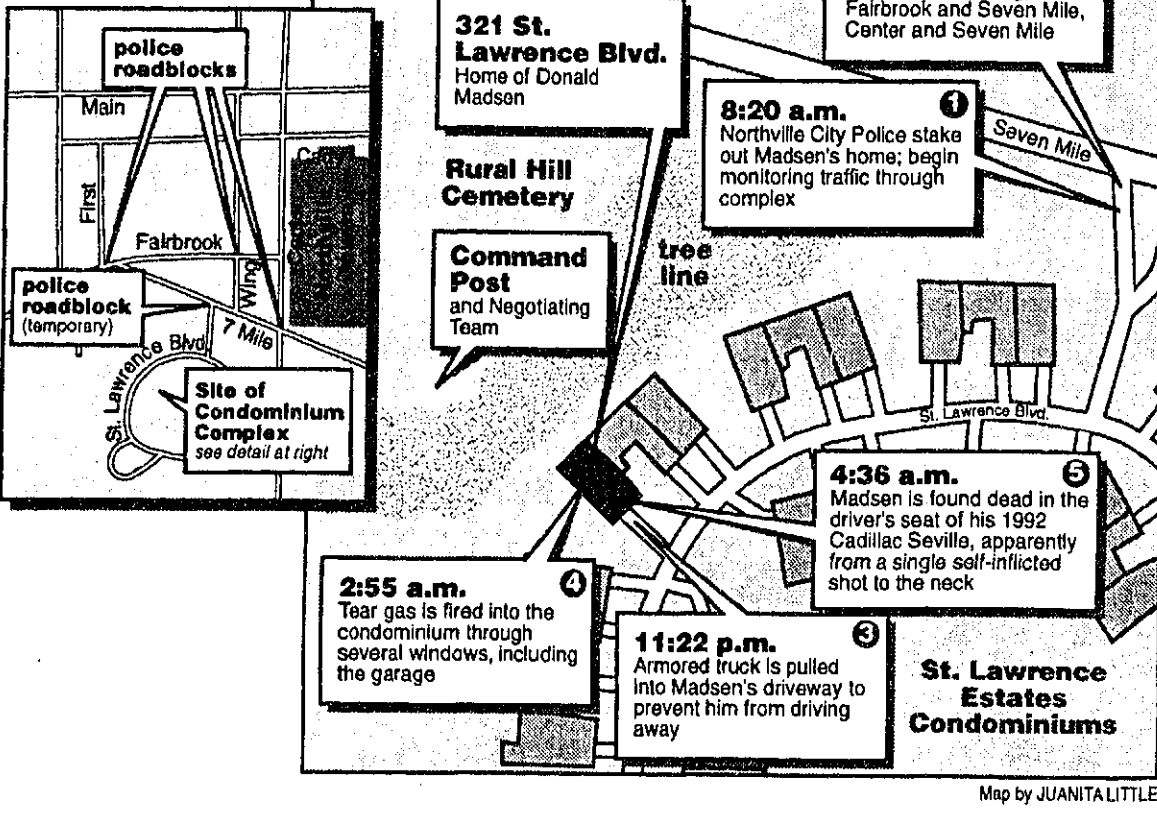 police
roadblocks
Main
First
Fairbrook
Wing
7 Mile
police
roadblock
(temporary)
St. Lawrence Blvd
Site of
Condominium
Complex
see detail at right
321 St.
Lawrence Blvd.
Home of Donald
Madsen
Fairbrook and Seven Mile,
Center and Seven Mile
8:20 a.m. 1
Northville City Police stake
out Madsen's home; begin
monitoring traffic through
complex
Seven Mile
Rural Hill
Cemetery
tree
line
Command
Post
and Negotiating
Team
St. Lawrence Blvd.
4:36 a.m. 5
Madsen is found dead in the
driver's seat of his 1992
Cadillac Seville, apparently
from a single self-inflicted
shot to the neck
2:55 a.m. 4
Tear gas is fired into the
condominium through
several windows, including
the garage
11:22 p.m. 3
Armored truck is pulled
into Madsen's driveway to
prevent him from driving
away
St. Lawrence
Estates
Condominiums
Map by JUANITA LITTLE